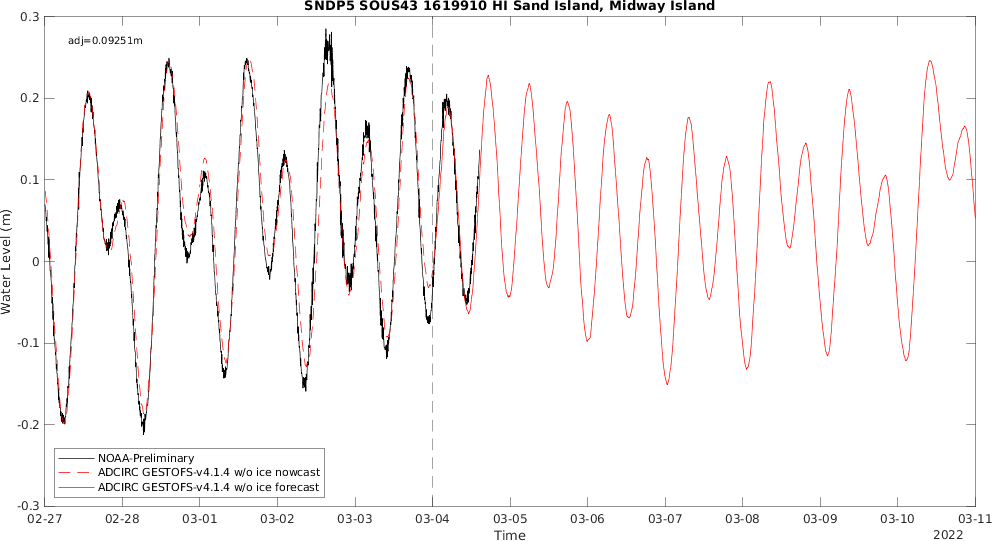 SNDP5 SOUS43 1619910 HI Sand Island, Midway Island
adj=0.09251m
0.3
0.2
0.1
0
-0.1
-0.2
-0.3
Water Level (m)
NOAA-Preliminary
ADCIRC GESTOFS-v4.1.4 w/o ice nowcast
ADCIRC GESTOFS-v4.1.4 w/o ice forecast
02-27 02-28 03-01 03-02 03-03 03-04 03-05 03-06 03-07 03-08 03-09 03-10 03-11
Time
2022